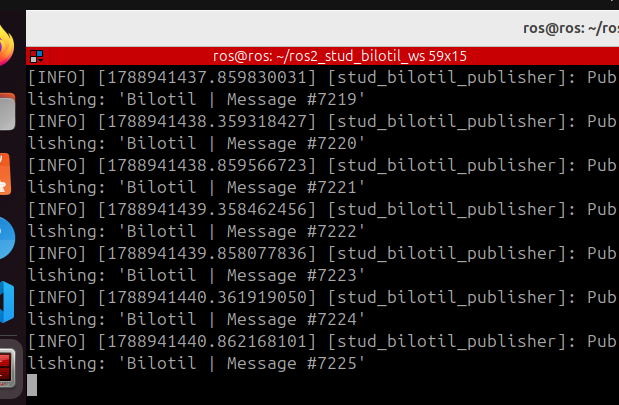 ros@ros: ~/ros
ros@ros: ~/ros2_stud_bilotil_ws 59x15
[INFO] [1788941437.859830031] [stud_bilotil_publisher]: Pub
lishing: 'Bilotil | Message #7219'
[INFO] [1788941438.359318427] [stud_bilotil_publisher]: Pub
lishing: 'Bilotil | Message #7220'
[INFO] [1788941438.859566723] [stud_bilotil_publisher]: Pub
lishing: 'Bilotil | Message #7221'
[INFO] [1788941439.358462456] [stud_bilotil_publisher]: Pub
lishing: 'Bilotil | Message #7222'
[INFO] [1788941439.858077836] [stud_bilotil_publisher]: Pub
lishing: 'Bilotil | Message #7223'
[INFO] [1788941440.361919050] [stud_bilotil_publisher]: Pub
lishing: 'Bilotil | Message #7224'
[INFO] [1788941440.862168101] [stud_bilotil_publisher]: Pub
lishing: 'Bilotil | Message #7225'